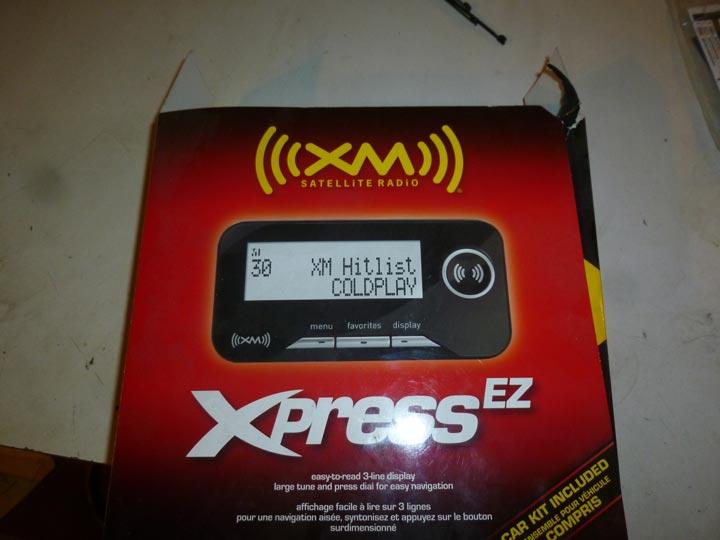 ((XM))
SATELLITE RADIO
30 XM Hitlist
COLDPLAY
menu favorites display
((XM))
Xpress EZ
easy-to-read 3-line display
large tune and press dial for easy navigation
affichage facile à lire sur 3 lignes
pour une navigation aisée, syntonisez et appuyez sur le bouton
surdimensionné
CAR KIT INCLUDED
ENSEMBLE POUR VÉHICULE
COMPRIS